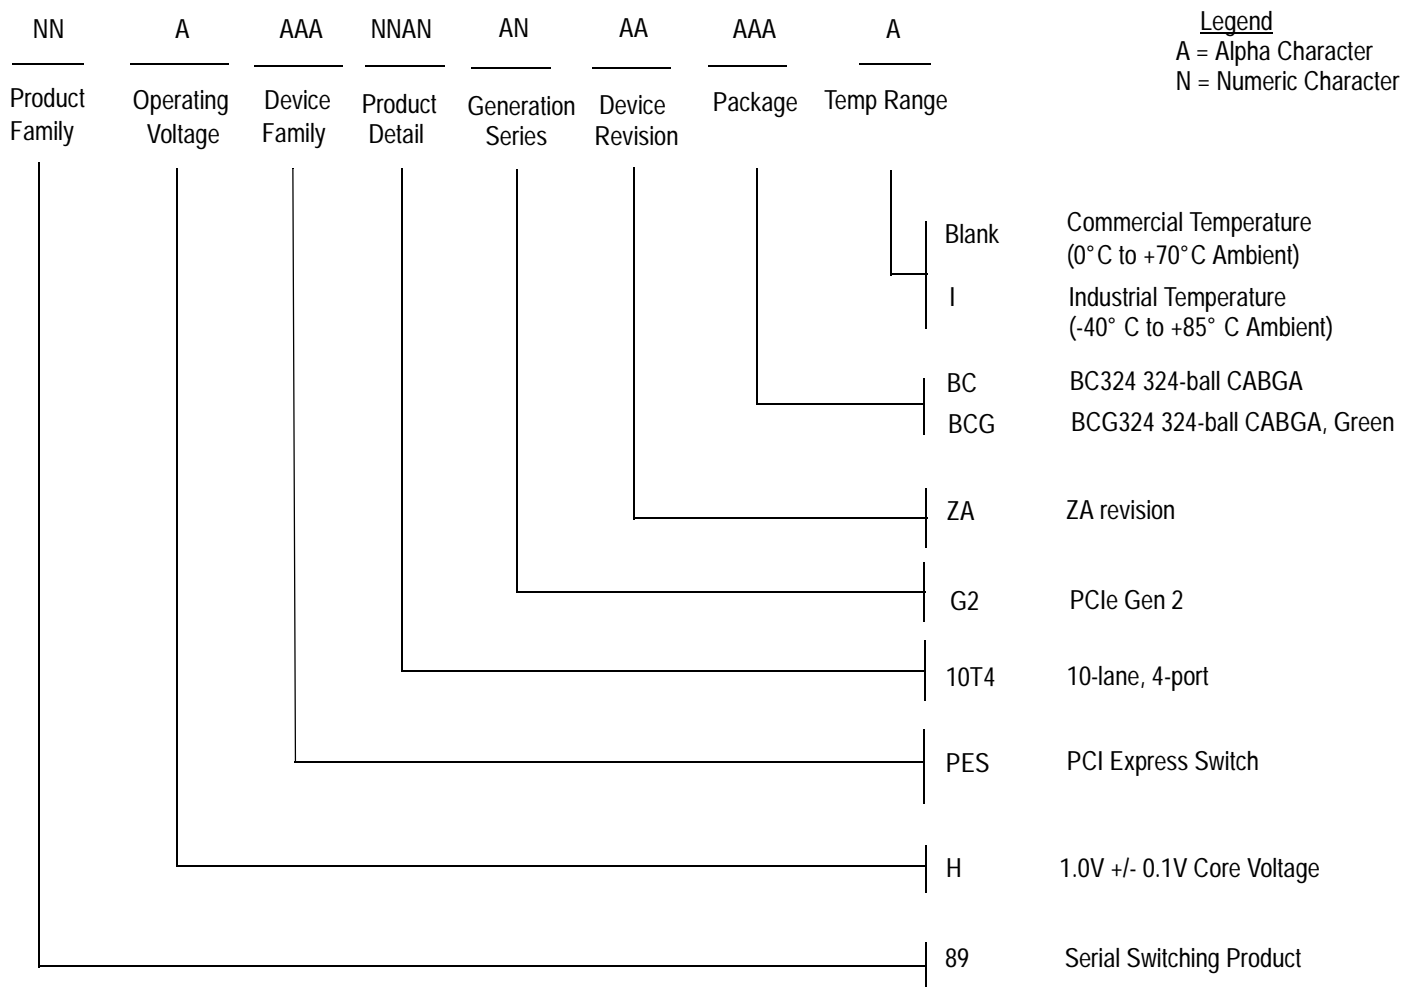 NN A AAA NNAN AN AA AAA A
Legend
A = Alpha Character
N = Numeric Character
Product Family
Operating Voltage
Device Family
Product Detail
Generation Series
Device Revision
Package
Temp Range
Blank Commercial Temperature
(0°C to +70°C Ambient)
I Industrial Temperature
(-40° C to +85° C Ambient)
BC BC324 324-ball CABGA
BCG BCG324 324-ball CABGA, Green
ZA ZA revision
G2 PCIe Gen 2
10T4 10-lane, 4-port
PES PCI Express Switch
H 1.0V +/- 0.1V Core Voltage
89 Serial Switching Product